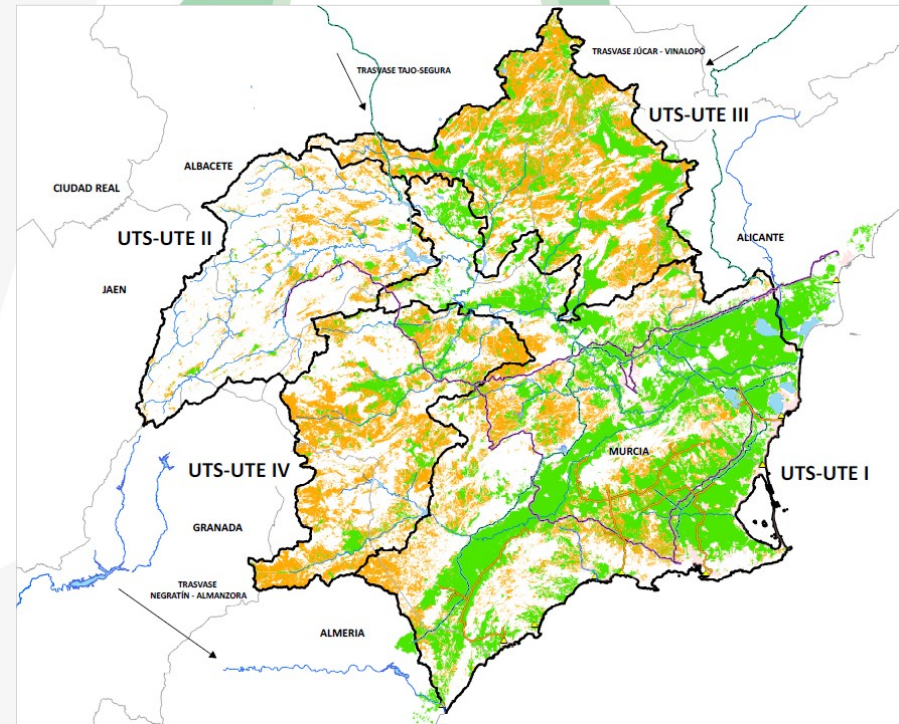 TRASVASE JÚCAR - VINALOPÓ
TRASVASE TAJO-SEGURA
UTS-UTE III
ALBACETE
CIUDAD REAL
UTS-UTE II
ALICANTE
JAEN
MURCIA
UTS-UTE IV
UTS-UTE I
GRANADA
TRASVASE
NEGRATÍN - ALMANZORA
ALMERIA